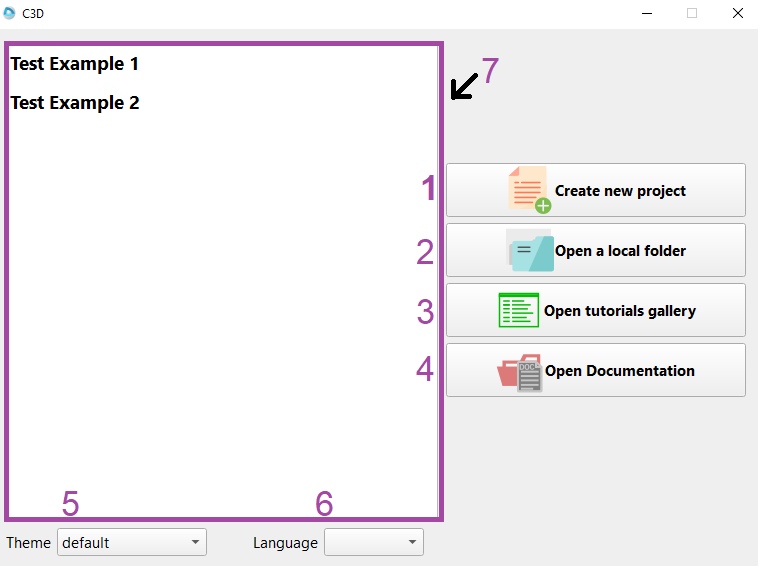 C3D
Test Example 1
7
Test Example 2
1 Create new project
2 Open a local folder
3 Open tutorials gallery
4 DOC Open Documentation
5 6
Theme default Language